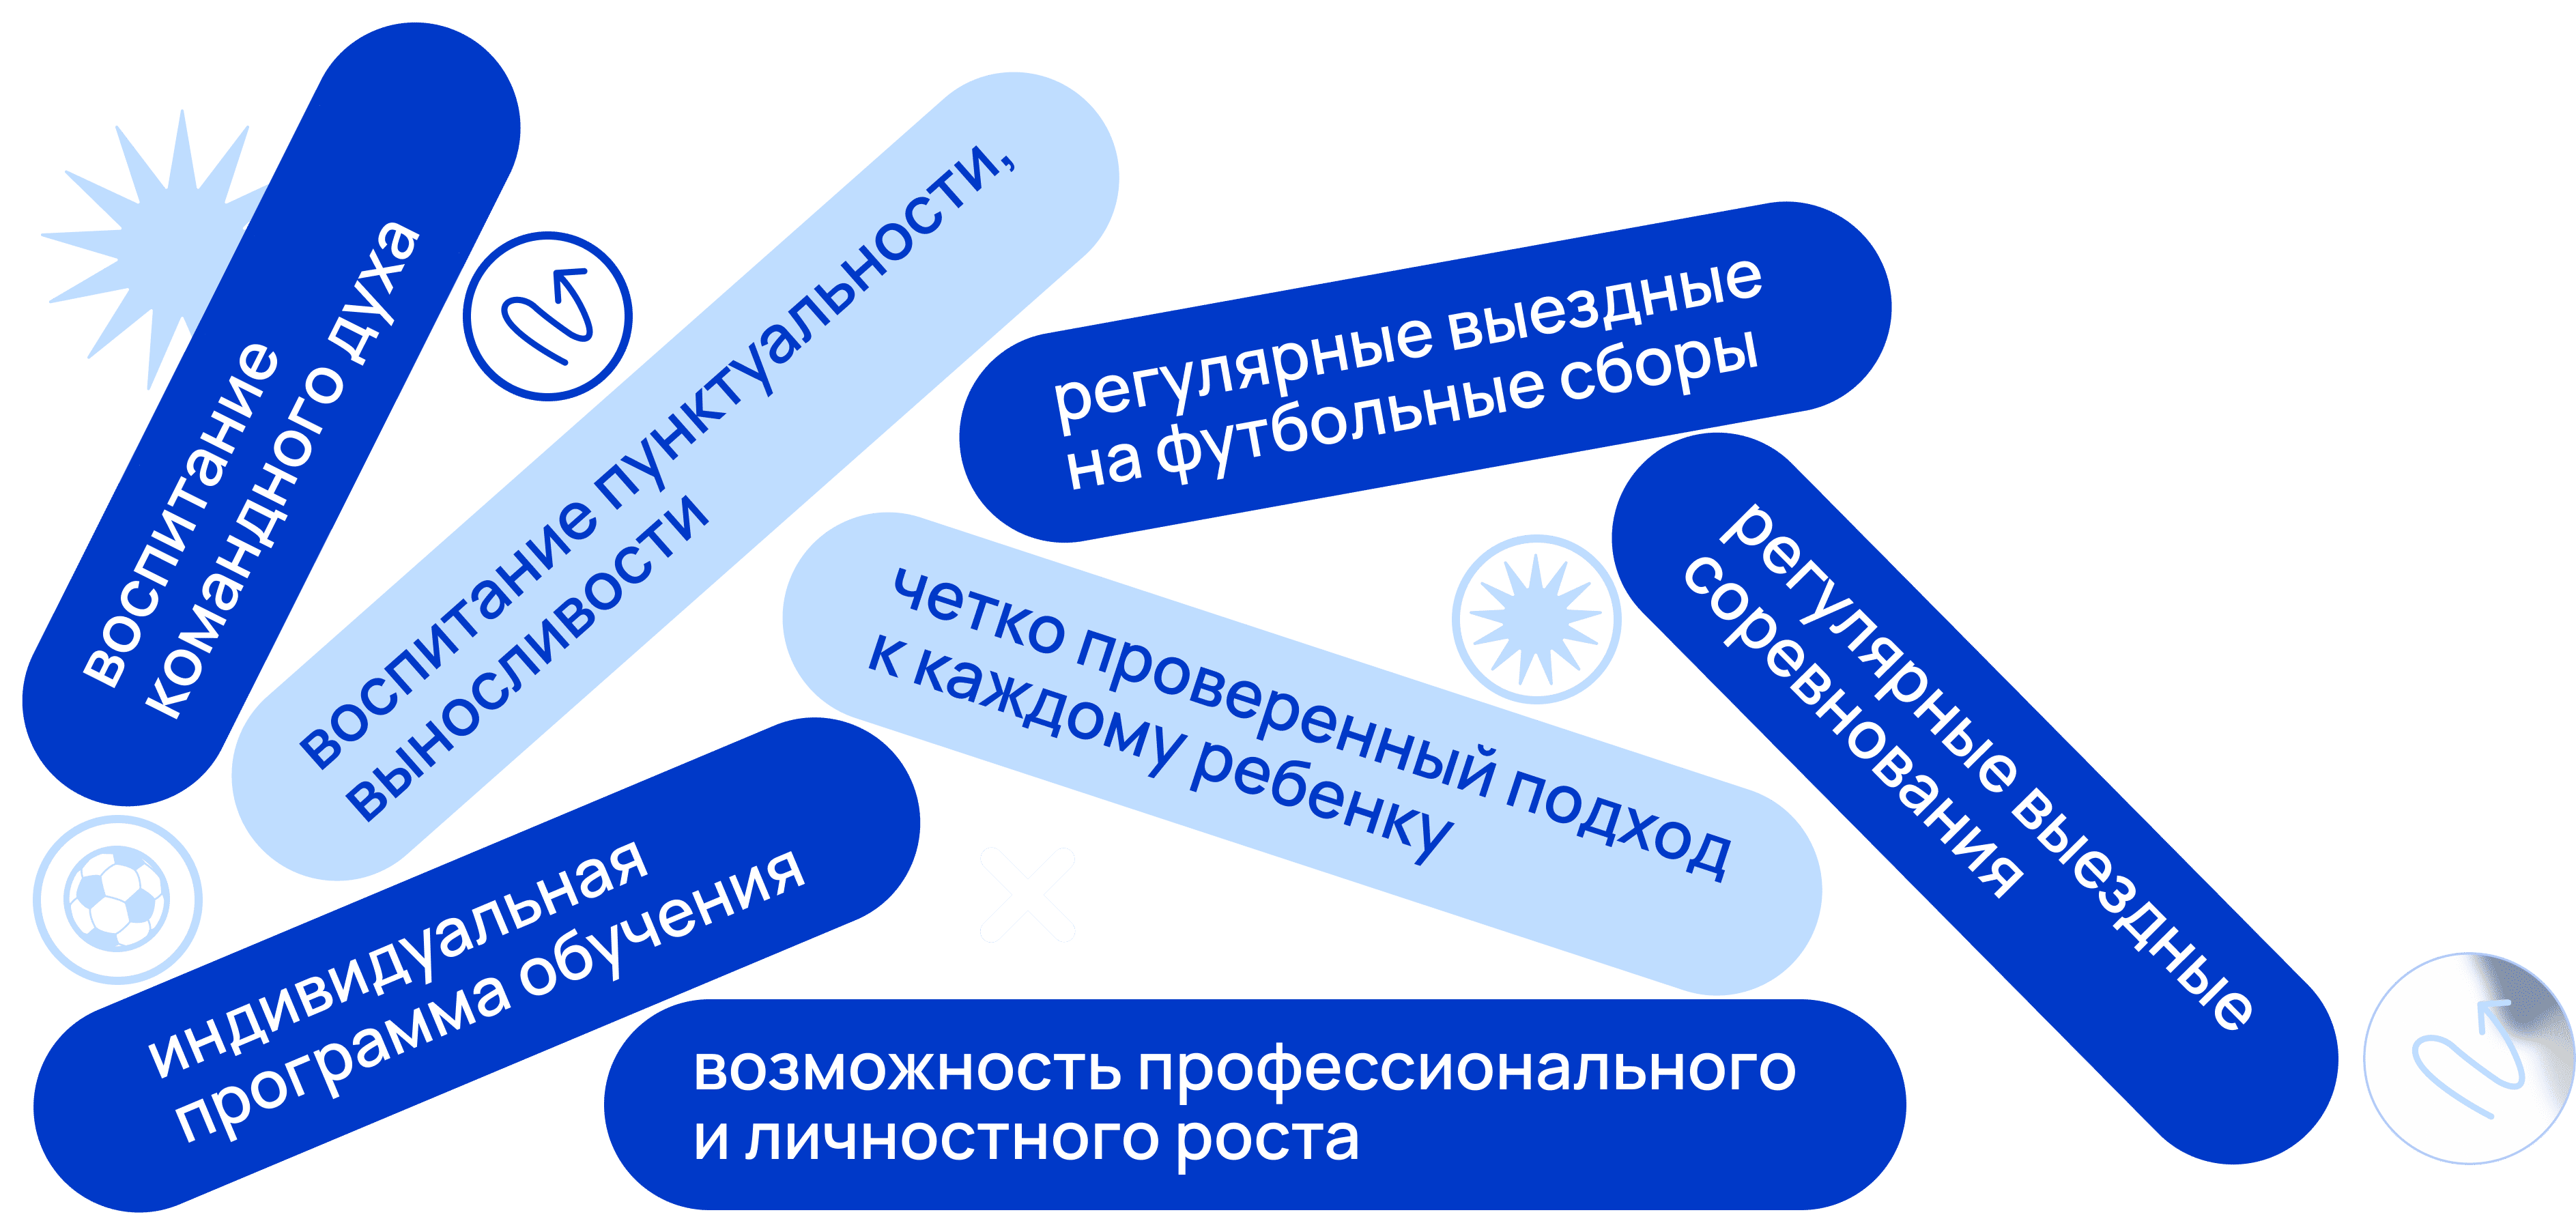 воспитание
командного духа
воспитание пунктуальности,
выносливости
регулярные выездные
на футбольные сборы
четко проверенный подход
к каждому ребенку
регулярные выездные
соревнования
индивидуальная
программа обучения
возможность профессионального
и личностного роста